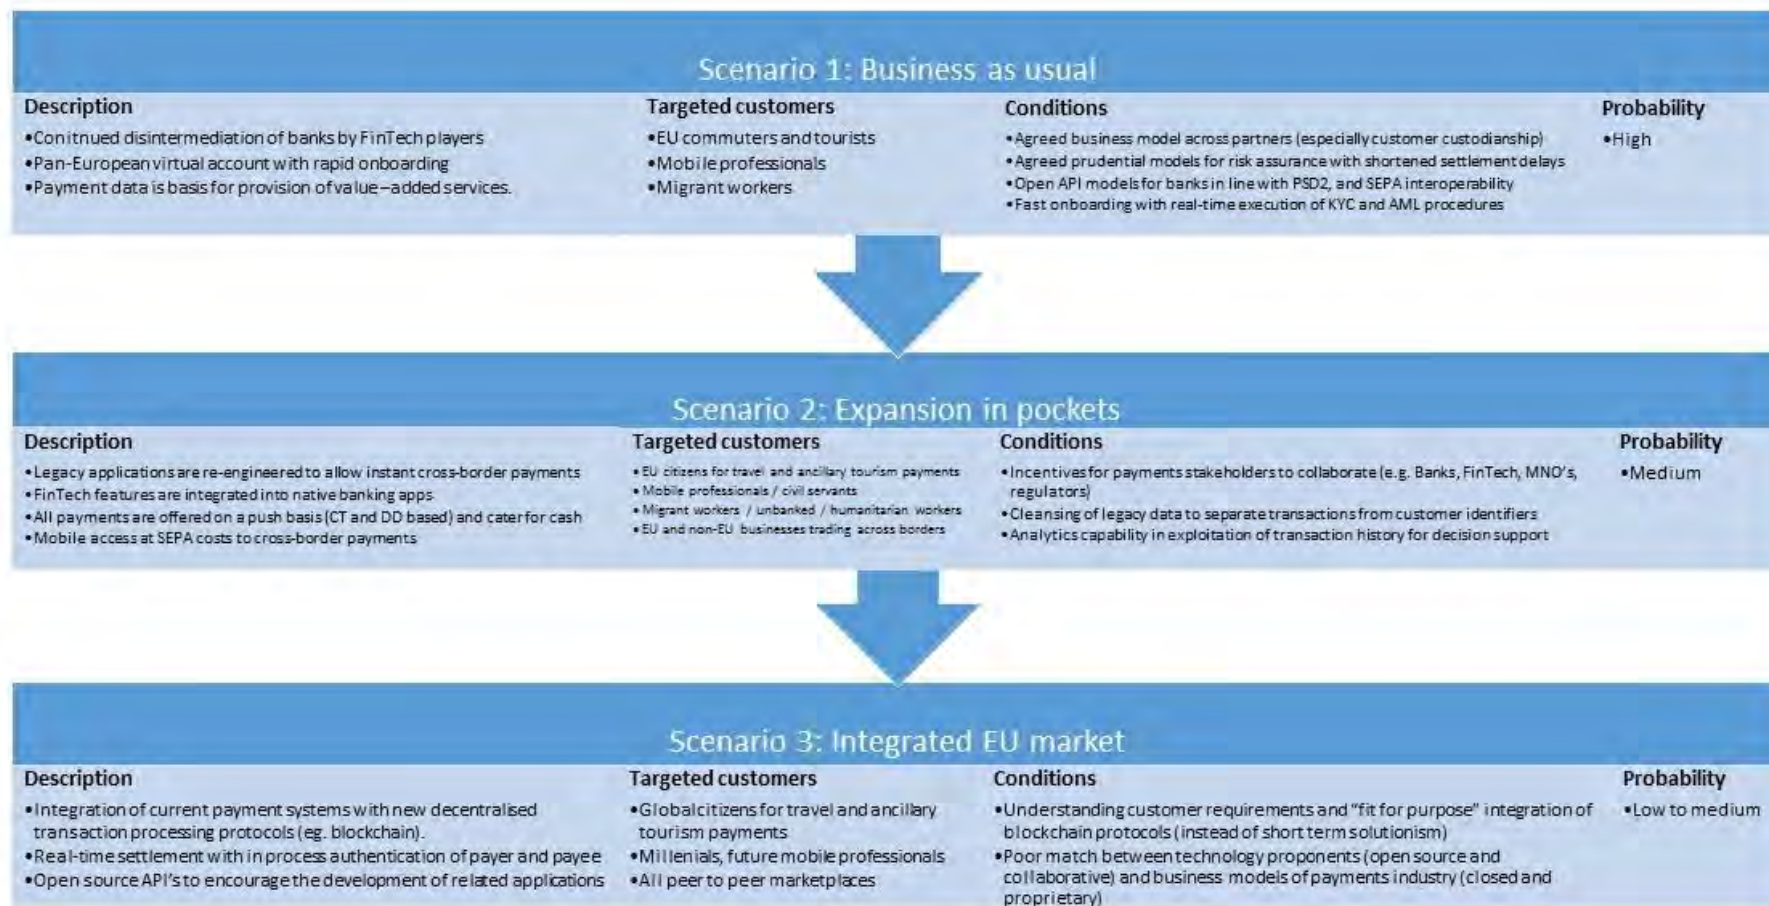 Scenario 1: Business as usual
Description
•Conitnued disintermediation of banks by FinTech players
•Pan-European virtual account with rapid onboarding
•Payment data is basis for provision of value–added services.
Targeted customers
•EU commuters and tourists
•Mobile professionals
•Migrant workers
Conditions
•Agreed business model across partners (especially customer custodianship)
•Agreed prudential models for risk assurance with shortened settlement delays
•Open API models for banks in line with PSD2, and SEPA interoperability
•Fast onboarding with real-time execution of KYC and AML procedures
Probability
•High
Scenario 2: Expansion in pockets
Description
•Legacy applications are re-engineered to allow instant cross-border payments
•FinTech features are integrated into native banking apps
•All payments are offered on a push basis (CT and DD based) and cater for cash
•Mobile access at SEPA costs to cross-border payments
Targeted customers
•EU citizens for travel and ancillary tourism payments
•Mobile professionals / civil servants
•Migrant workers / unbanked / humanitarian workers
•EU and non-EU businesses trading across borders
Conditions
•Incentives for payments stakeholders to collaborate (e.g. Banks, FinTech, MNO's,
regulators)
•Cleansing of legacy data to separate transactions from customer identifiers
•Analytics capability in exploitation of transaction history for decision support
Probability
•Medium
Scenario 3: Integrated EU market
Description
•Integration of current payment systems with new decentralised
transaction processing protocols (eg. blockchain).
•Real-time settlement with in process authentication of payer and payee
•Open source API's to encourage the development of related applications
Targeted customers
•Global citizens for travel and ancillary
tourism payments
•Millenials, future mobile professionals
•All peer to peer marketplaces
Conditions
•Understanding customer requirements and "fit for purpose" integration of
blockchain protocols (instead of short term solutionism)
•Poor match between technology proponents (open source and
collaborative) and business models of payments industry (closed and
proprietary)
Probability
•Low to medium